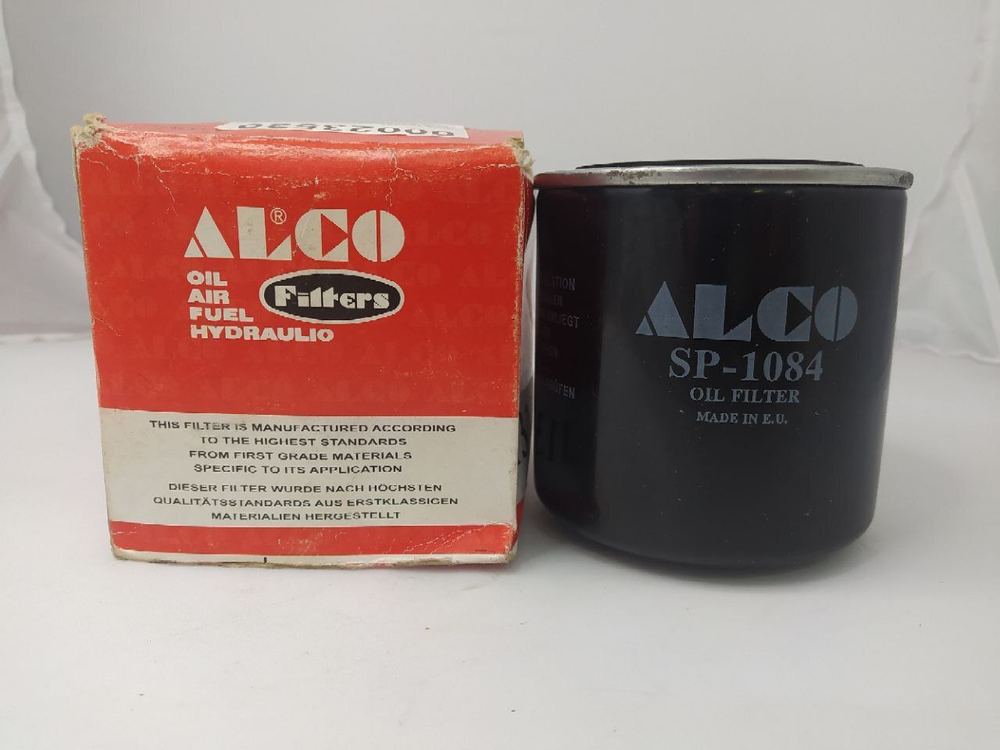 ALCO®
OIL
AIR
FUEL
HYDRAULIO
Filters
THIS FILTER IS MANUFACTURED ACCORDING
TO THE HIGHEST STANDARDS
FROM FIRST GRADE MATERIALS
SPECIFIC TO ITS APPLICATION
DIESER FILTER WURDE NACH HÖCHSTEN
QUALITÄTSSTANDARDS AUS ERSTKLASSIGEN
MATERIALIEN HERGESTELLT
ALCO
SP-1084
OIL FILTER
MADE IN E.U.